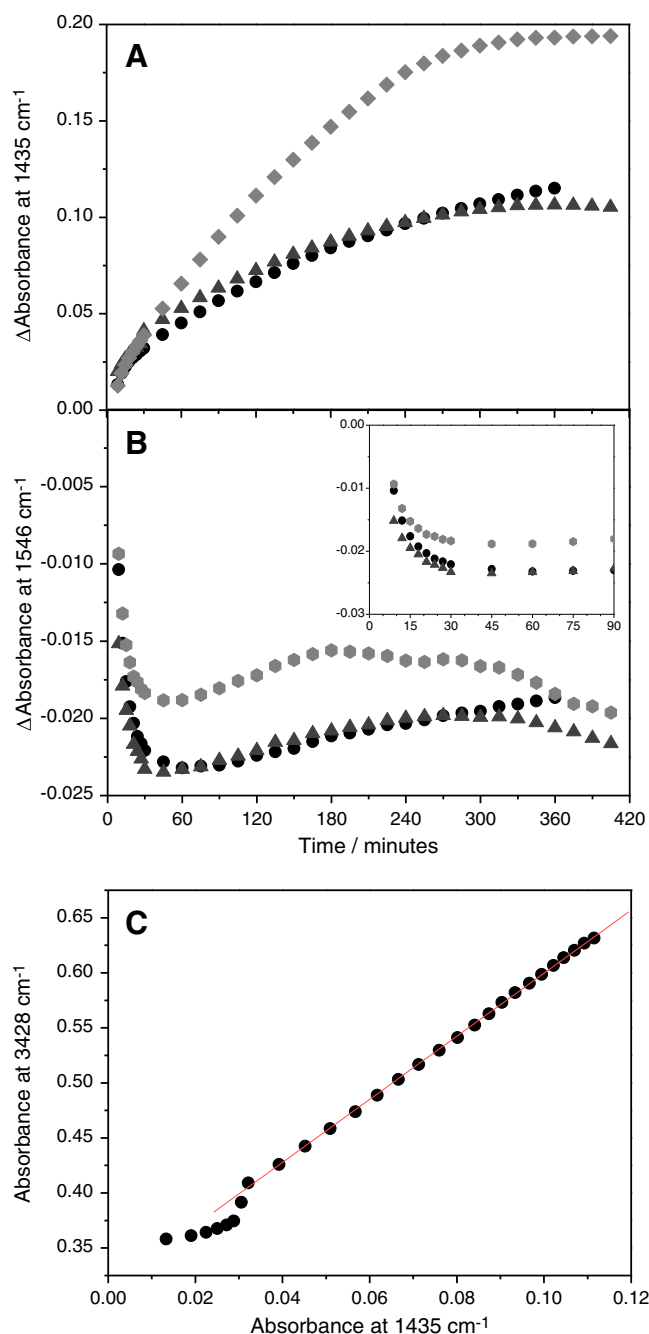 A
0.20
0.15
0.10
0.05
0.00
ΔAbsorbance at 1435 cm-1
B
-0.005
-0.010
-0.015
-0.020
-0.025
ΔAbsorbance at 1546 cm-1
0.00
-0.01
-0.02
-0.03
0 15 30 45 60 75 90
0 60 120 180 240 300 360 420
Time / minutes
C
0.65
0.60
0.55
0.50
0.45
0.40
0.35
Absorbance at 3428 cm-1
0.00 0.02 0.04 0.06 0.08 0.10 0.12
Absorbance at 1435 cm-1